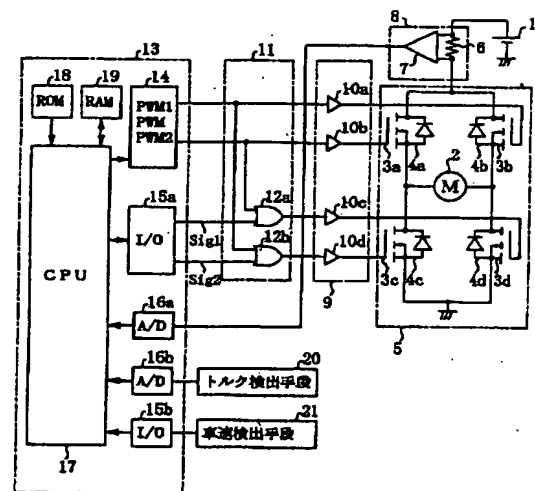 13
11
8
1
18
19
14
6
7
ROM
RAM
PWM1
PWM
PWM2
9
10a
10b
3a
4a
2
M
4b
3b
15a
12a
10c
CPU
I/O
Sig1
12b
10d
Sig2
3c
4c
4d
3d
16a
A/D
9
5
16b
20
A/D
トルク検出手段
15b
21
I/O
車速検出手段
17